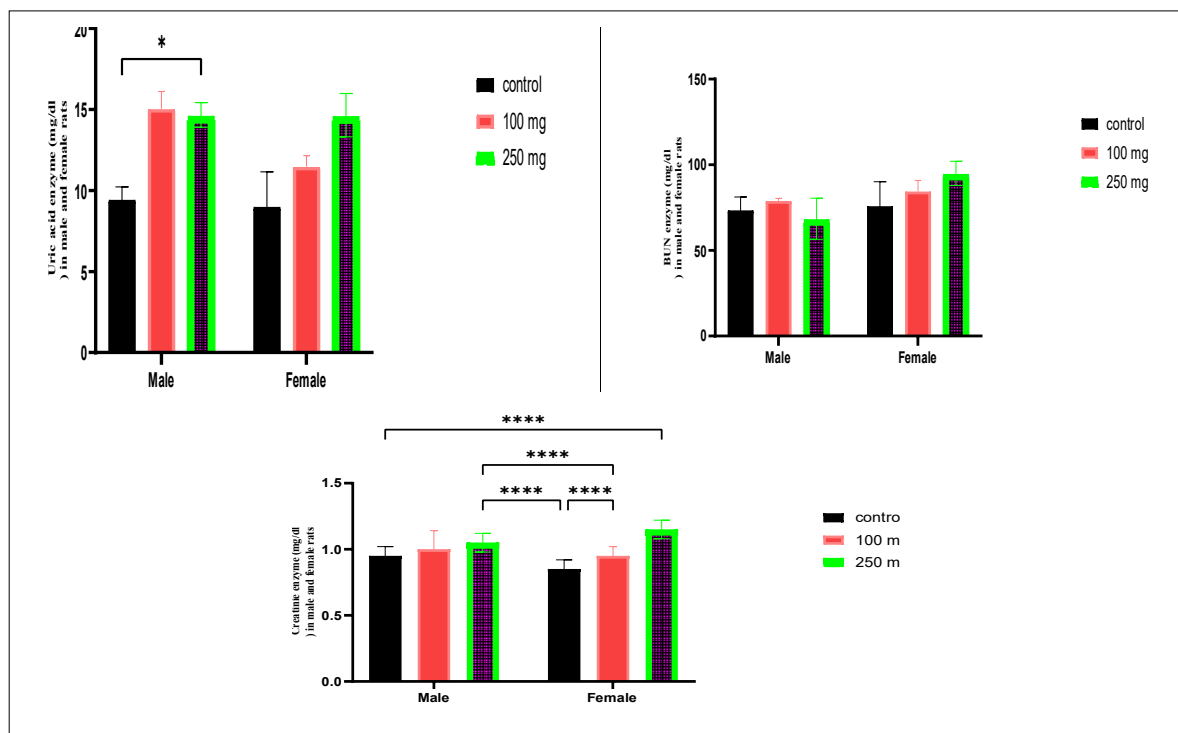 20
15
10
5
0
Uric acid enzyme (mg/dl
) in male and female rats
*
Male
Female
control
100 mg
250 mg
150
100
50
0
BUN enzyme (mg/dl
) in male and female rats
Male
Female
control
100 mg
250 mg
****
****
****
****
1.5
1.0
0.5
0.0
Creatine enzyme (mg/dl
) in male and female rats
Male
Female
contro
100 m
250 m